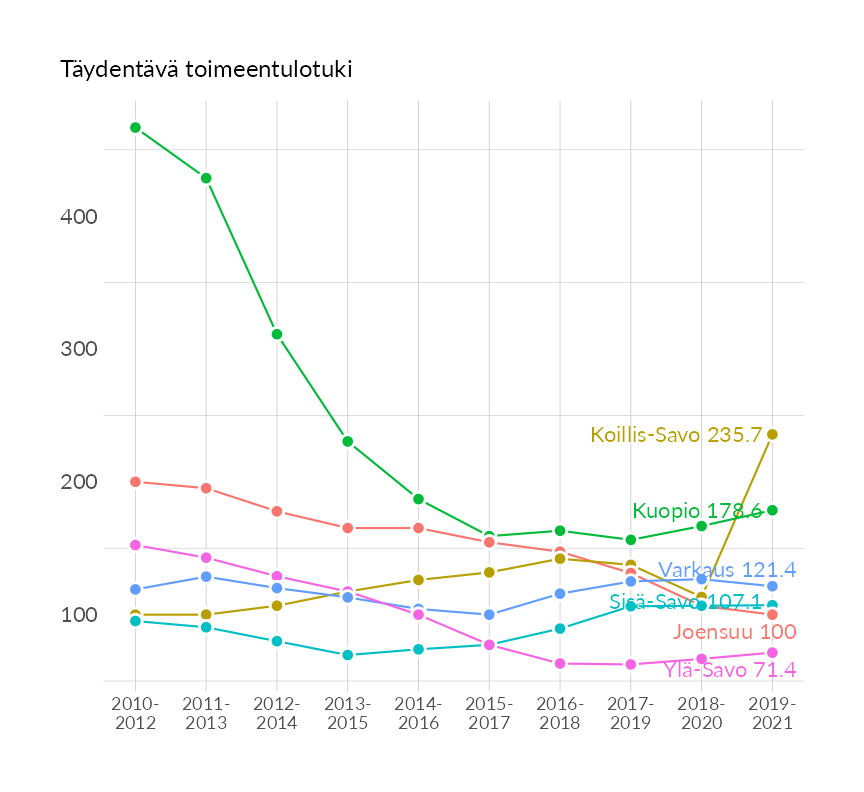 Täydentävä toimeentulotuki
400
300
200
100
Koillis-Savo 235.7
Kuopio 178.6
Varkaus 121.4
Sisä-Savo 107.1
Joensuu 100
Ylä-Savo 71.4
2010- 2011- 2012- 2013- 2014- 2015- 2016- 2017- 2018- 2019-
2012 2013 2014 2015 2016 2017 2018 2019 2020 2021